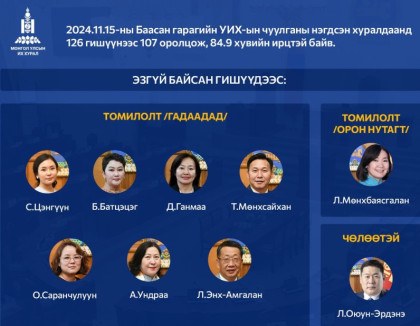 МОНГОЛ УЛСЫН
ИХ ХУРАЛ
2024.11.15-ны Баасан гарагийн УИХ-ын чуулганы нэгдсэн хуралдаанд
126 гишүүнээс 107 оролцож, 84.9 хувийн ирцтэй байв.
ЭЗГҮЙ БАЙСАН ГИШҮҮДЭЭС:
ТОМИЛОЛТ /ГАДААДАД/
С.Цэнгүүн
Б.Батцэцэг
Д.Ганмаа
Т.Мөнхсайхан
О.Саранчулуун
А.Ундраа
Л.Энх-Амгалан
ТОМИЛОЛТ
/ОРОН НУТАГТ/
Л.Мөнхбаясгалан
ЧӨЛӨӨТЭЙ
Л.Оюун-Эрдэнэ